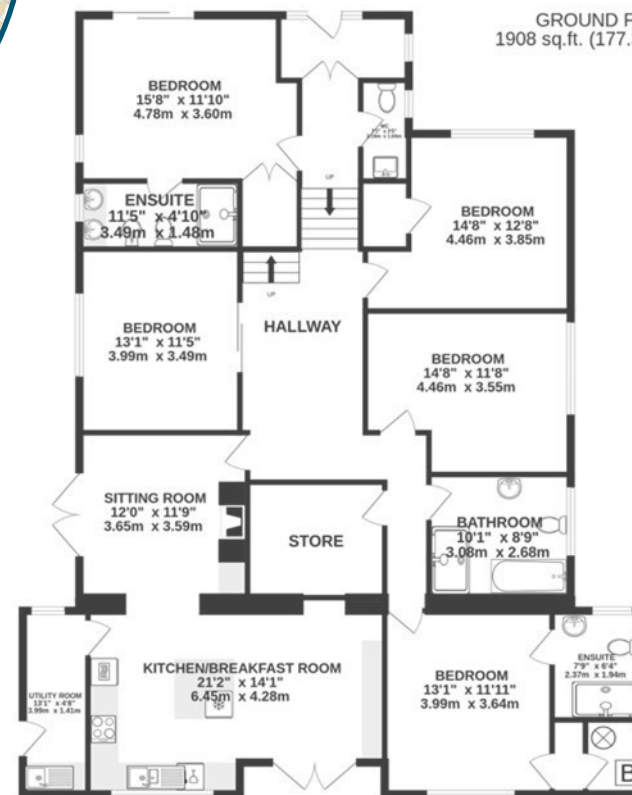 GROUND F
1908 sq.ft. (177.
BEDROOM
15'8" x 11'10"
4.78m x 3.60m
WC
UP
ENSUITE
11'5" x 4'10"
3.49m x 1.48m
BEDROOM
14'8" x 12'8"
4.46m x 3.85m
UP
HALLWAY
BEDROOM
13'1" x 11'5"
3.99m x 3.49m
BEDROOM
14'8" x 11'8"
4.46m x 3.55m
SITTING ROOM
12'0" x 11'9"
3.65m x 3.59m
STORE
BATHROOM
10'1" x 8'9"
3.08m x 2.68m
KITCHEN/BREAKFAST ROOM
21'2" x 14'1"
6.45m x 4.28m
UTILITY ROOM
13'1" x 4'8"
3.99m x 1.41m
BEDROOM
13'1" x 11'11"
3.99m x 3.64m
ENSUITE
7'9" x 6'4"
2.37m x 1.94m
B